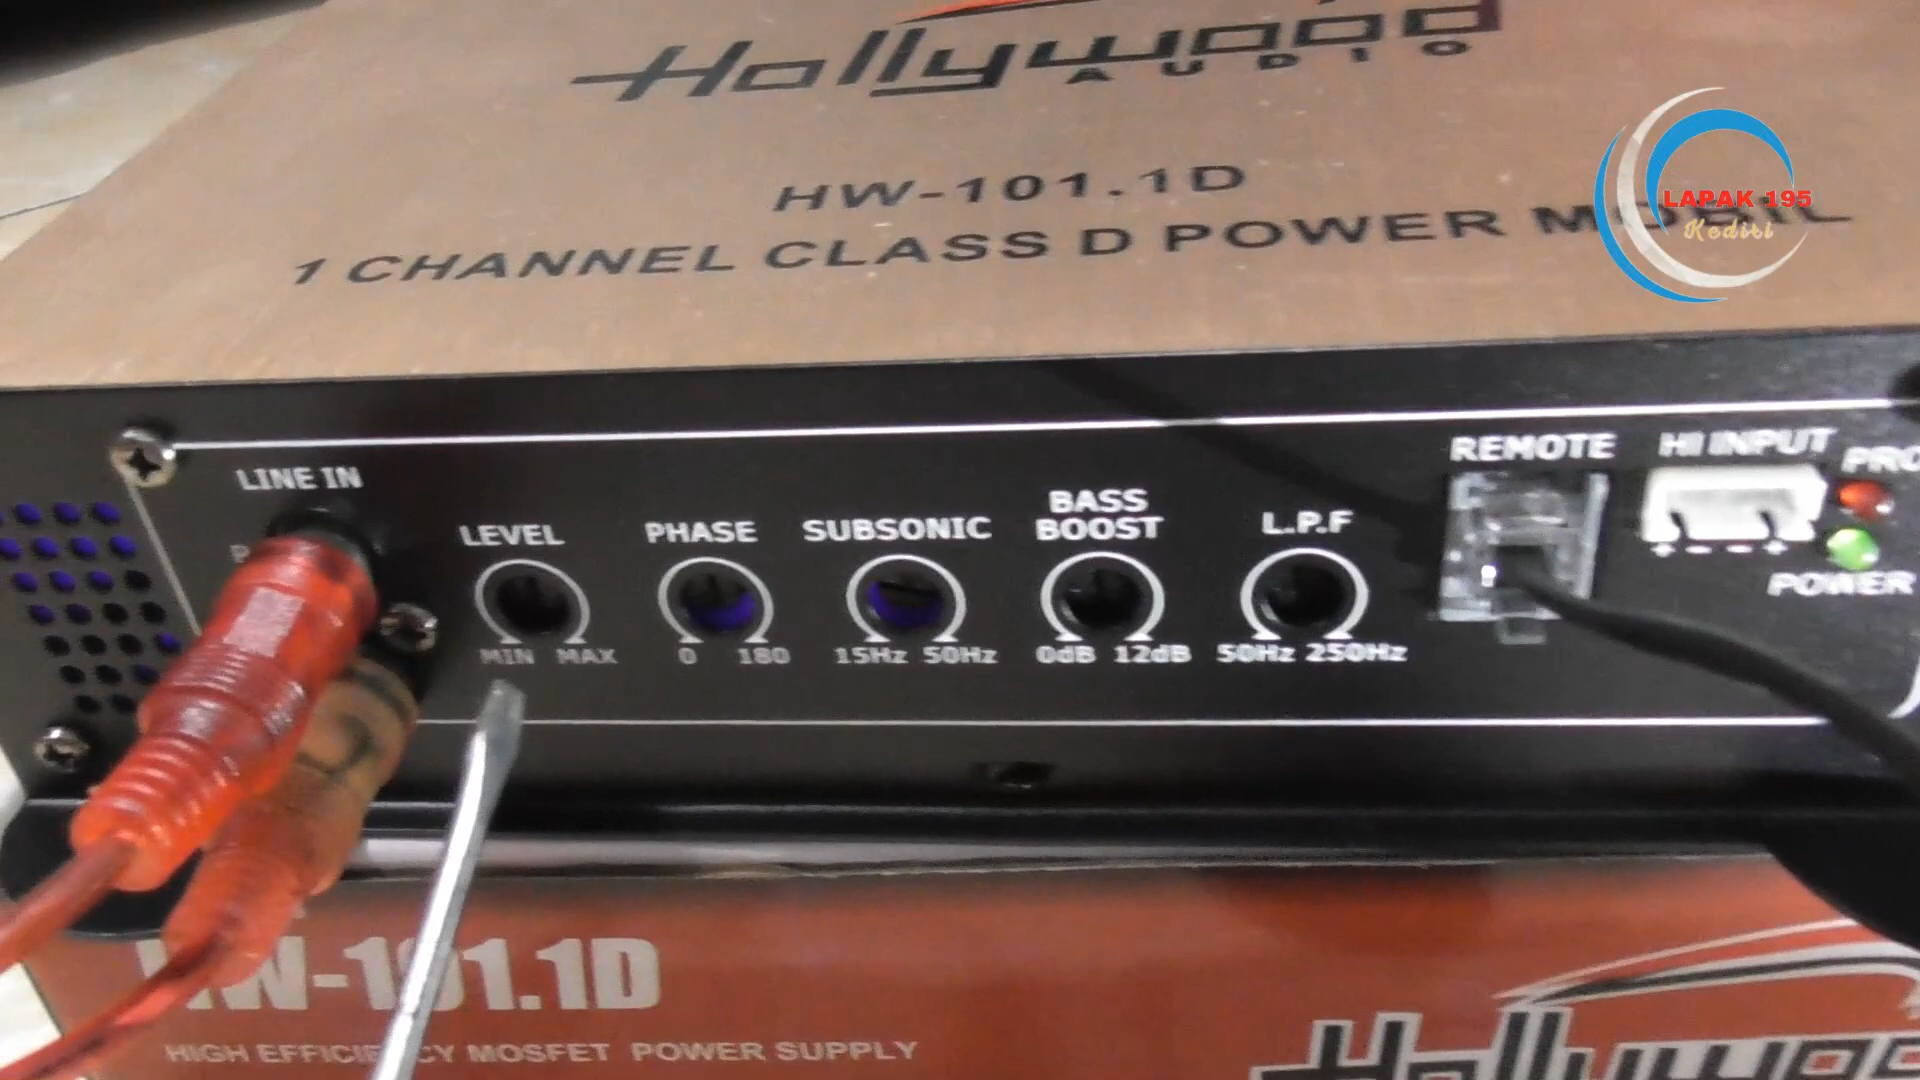 Hollywood
AUDIO
HW-101.1D
1 CHANNEL CLASS D POWER MOBIL
LAPAK 195
Kediri
LINE IN
LEVEL
MIN MAX
PHASE
0 180
SUBSONIC
15Hz 50Hz
BASS
BOOST
0dB 12dB
L.P.F
50Hz 250Hz
REMOTE
HI INPUT
+ - - +
PRO
POWER
HW-101.1D
HIGH EFFICIENCY MOSFET POWER SUPPLY
Hollywoo